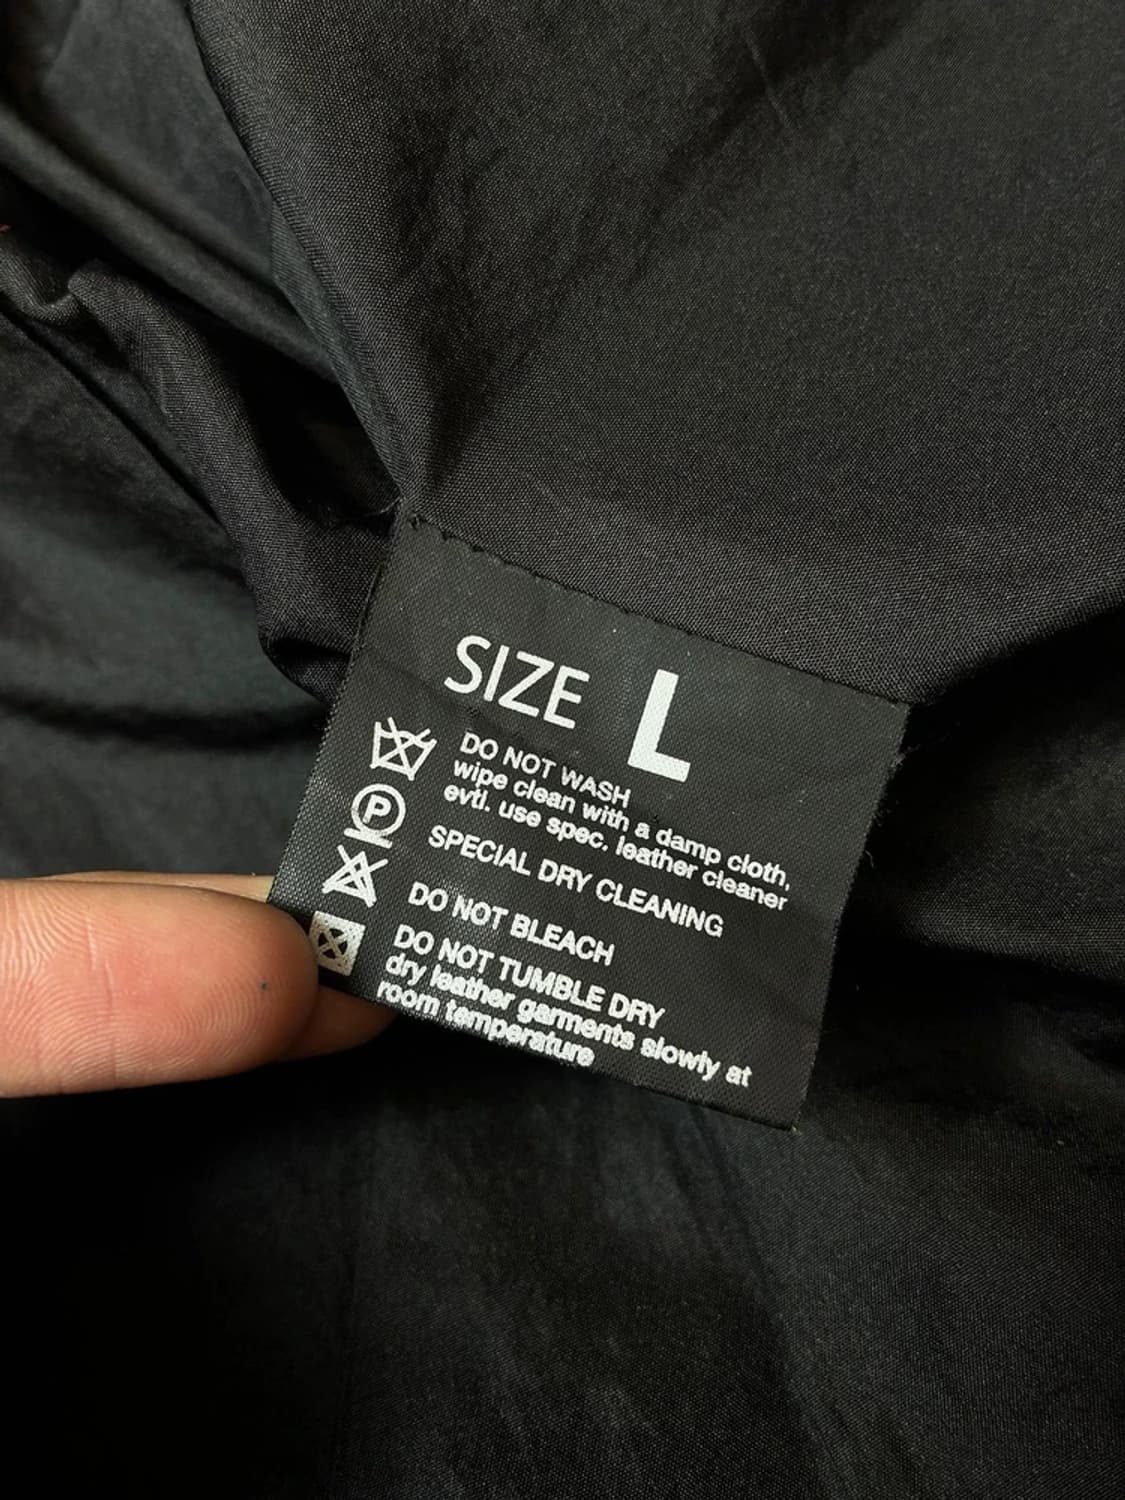 SIZE L
DO NOT WASH
wipe clean with a damp cloth,
evtl. use spec. leather cleaner
P
SPECIAL DRY CLEANING
DO NOT BLEACH
DO NOT TUMBLE DRY
dry leather garments slowly at
room temperature